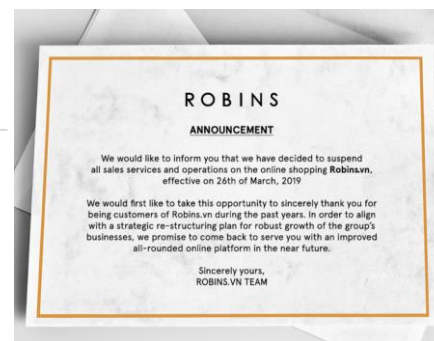 ROBINS
ANNOUNCEMENT
We would like to inform you that we have decided to suspend
all sales services and operations on the online shopping Robins.vn,
effective on 26th of March, 2019
We would first like to take this opportunity to sincerely thank you for
being customers of Robins.vn during the past years. In order to align
with a strategic re-structuring plan for robust growth of the group's
businesses, we promise to come back to serve you with an improved
all-rounded online platform in the near future.
Sincerely yours,
ROBINS.VN TEAM